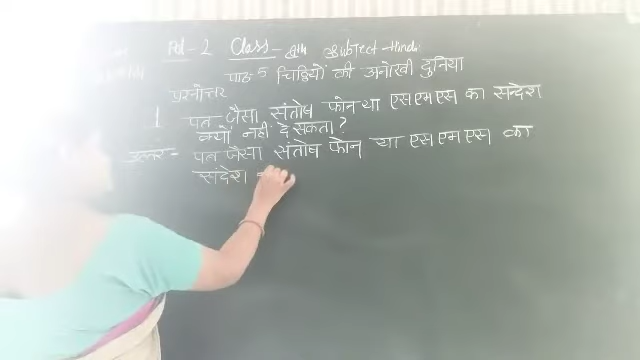 Pd-2 Class-8th Subject-Hindi
पाठ-5 चिट्ठियों की अनोखी दुनिया
प्रश्नोत्तर
1 पत्र जैसा संतोष फोन या एसएमएस का सन्देश
क्यों नहीं दे सकता?
उत्तर = पत्र जैसा संतोष फोन या एसएमएस का
संदेश